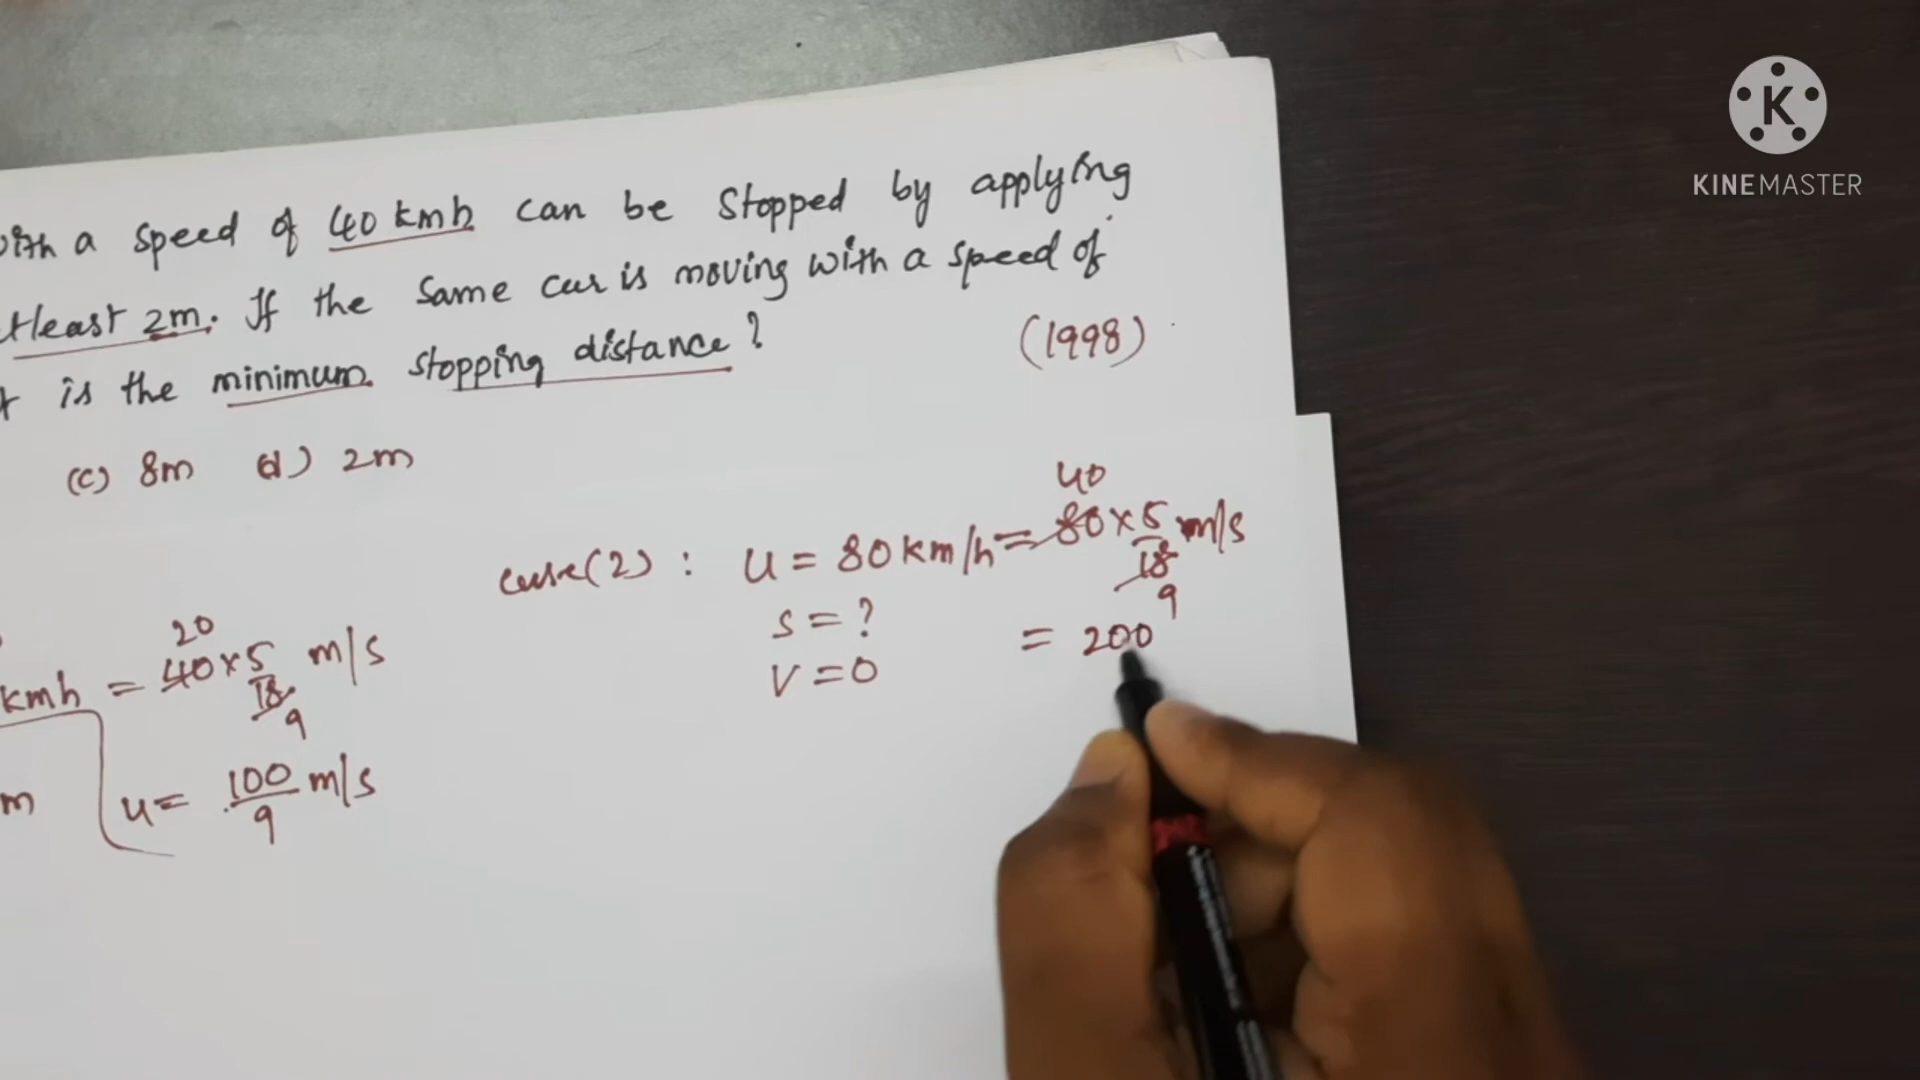 with a speed of 40 kmh can be stopped by applying
atleast 2m. If the same car is moving with a speed of
is the minimum stopping distance?
(1998)
(c) 8m d) 2m
40
case(2) : u = 80 km/h = 80 x 5 m/s
18
9
s = ?
= 200
v = 0
20
kmh = 40 x 5 m/s
18
9
m
u = 100 m/s
9
K
KINEMASTER